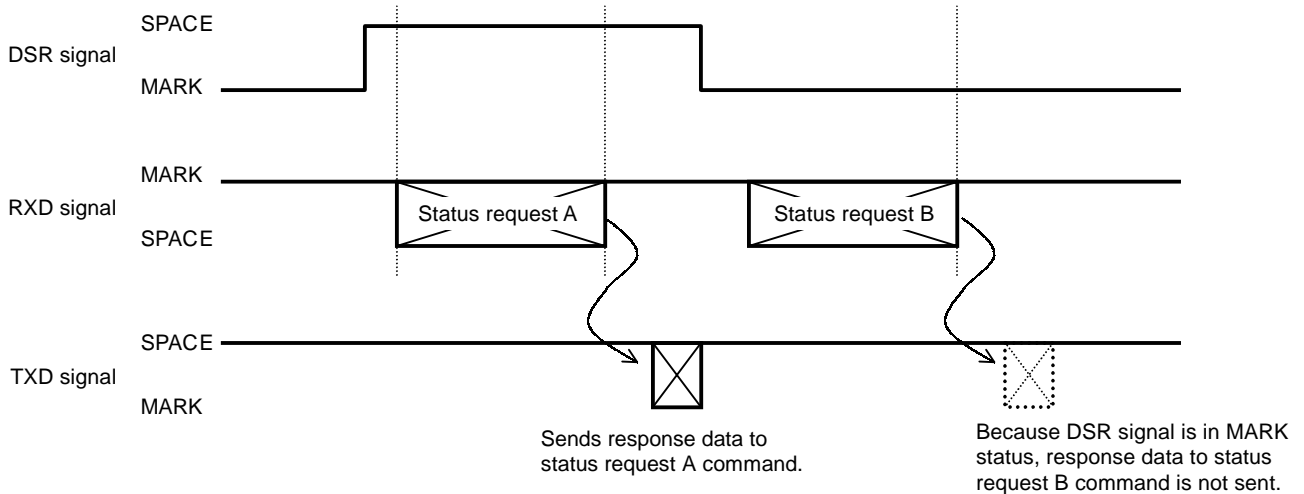 SPACE
DSR signal
MARK
MARK
RXD signal
Status request A
Status request B
SPACE
SPACE
TXD signal
MARK
Sends response data to
status request A command.
Because DSR signal is in MARK
status, response data to status
request B command is not sent.